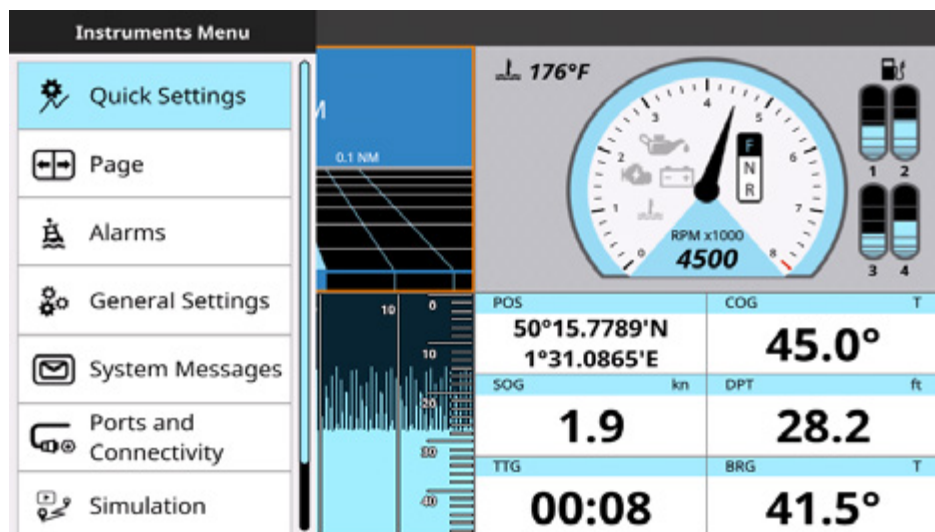 Instruments Menu
Quick Settings
Page
Alarms
General Settings
System Messages
Ports and
Connectivity
Simulation
0.1 NM
10
0
10
20
30
40
176°F
0
1
2
3
4
5
6
7
8
F
N
R
RPM x1000
4500
1 2
3 4
POS
50°15.7789'N
1°31.0865'E
COG T
45.0°
SOG kn
1.9
DPT ft
28.2
TTG
00:08
BRG T
41.5°